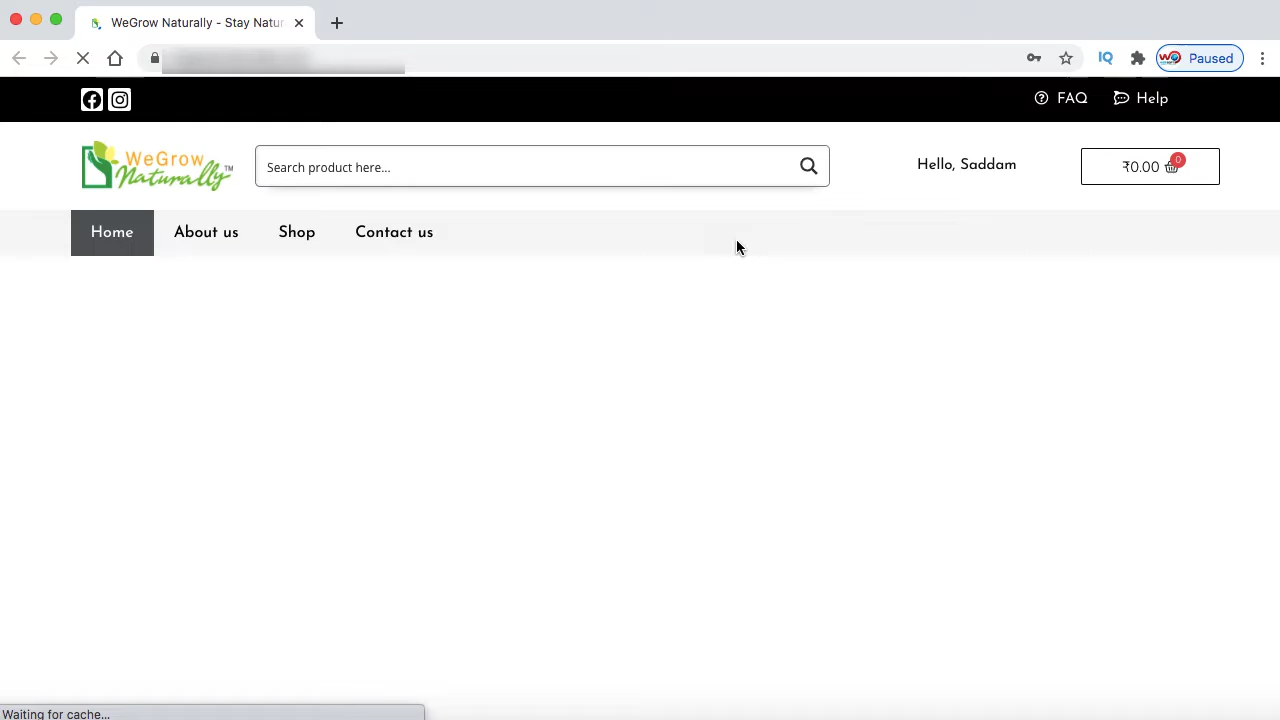 WeGrow Naturally - Stay Natur
IQ
Paused
FAQ
Help
WeGrow
Naturally™
Search product here...
Hello, Saddam
₹0.00
0
Home
About us
Shop
Contact us
Waiting for cache...